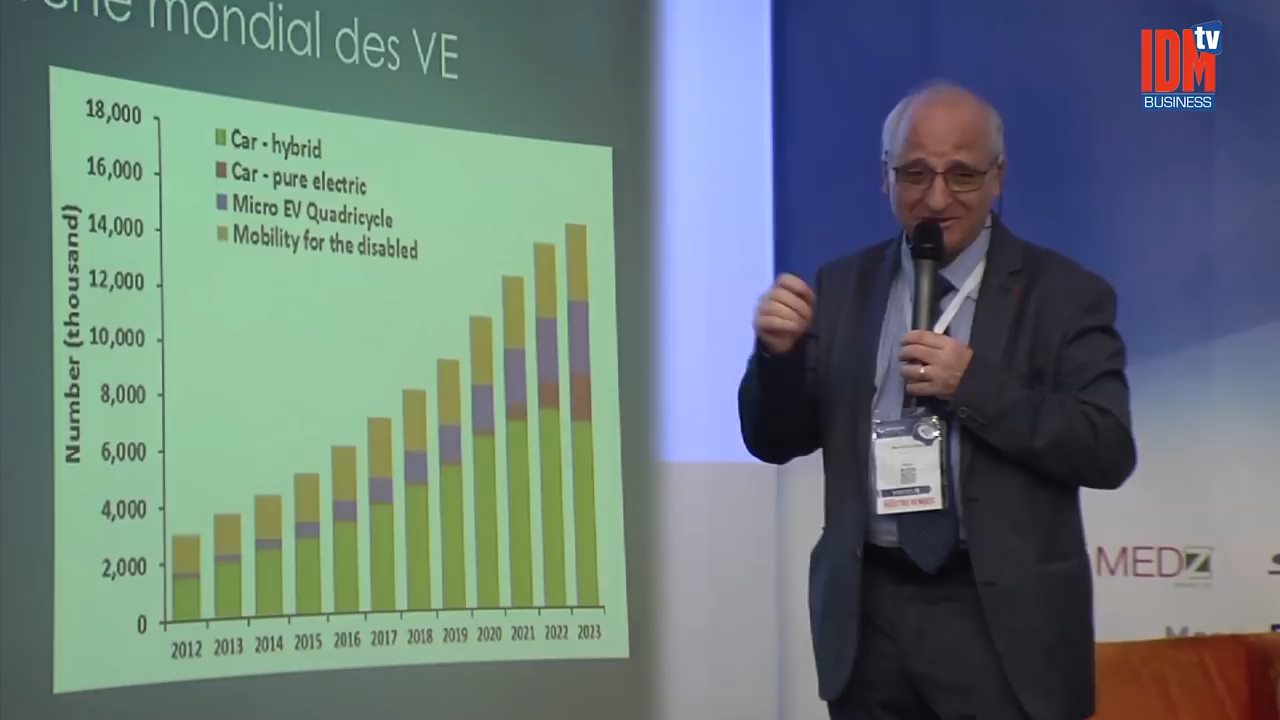 mondial des VE
18,000
16,000
14,000
12,000
10,000
8,000
6,000
4,000
2,000
0
Number (thousand)
Car - hybrid
Car - pure electric
Micro EV Quadricycle
Mobility for the disabled
2012 2013 2014 2015 2016 2017 2018 2019 2020 2021 2022 2023
IDM tv
BUSINESS
MEDZ